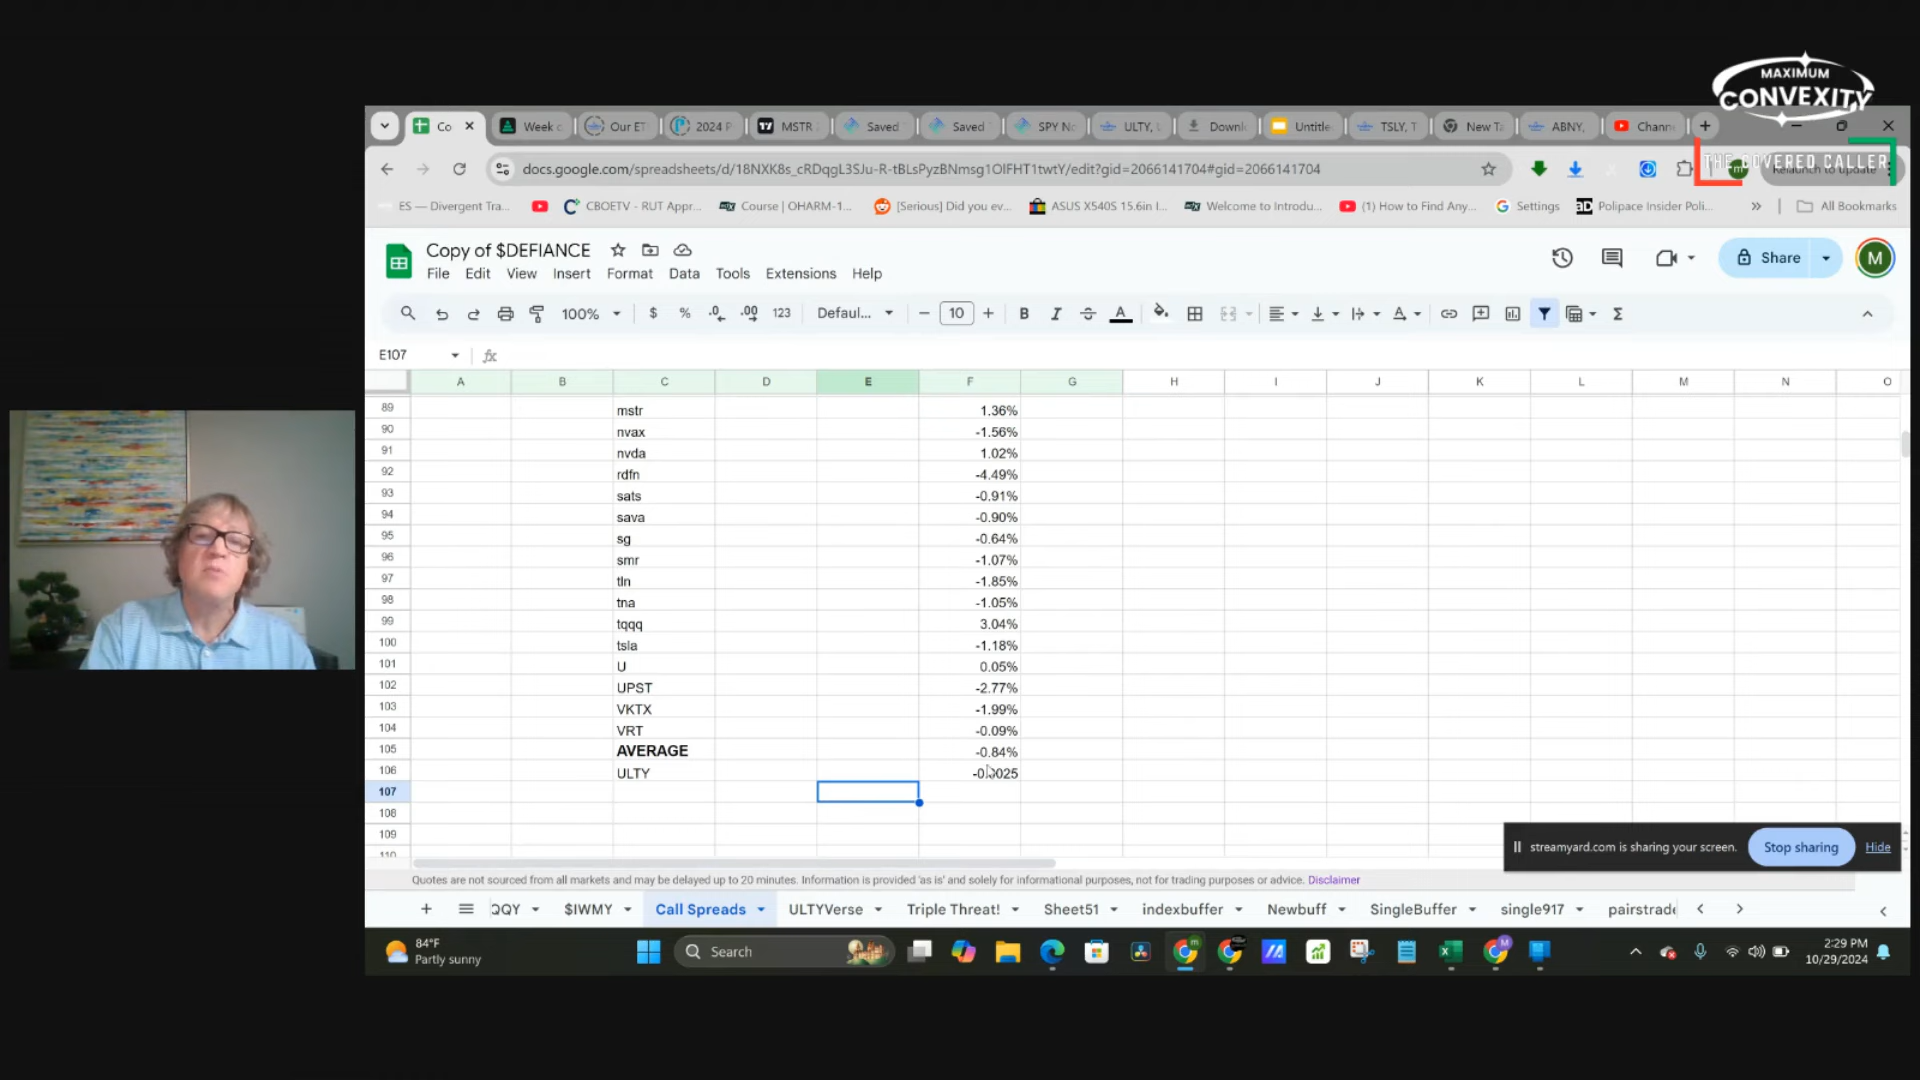 MAXIMUM
CONVEXITY
THE COVERED CALLER
Co
Week
Our ET
2024 P
MSTR
Saved
Saved
SPY No
ULTY,
Downl
Untitle
TSLY, T
New Ta
ABNY,
Chann
docs.google.com/spreadsheets/d/18NXK8s_cRDqgL3SJu-R-tBLsPyzBNmsg1OlFHT1twtY/edit?gid=2066141704#gid=2066141704
Relaunch to update
ES — Divergent Tra...
CBOETV - RUT Appr...
Course | OHARM-1...
[Serious] Did you ev...
ASUS X540S 15.6in l...
Welcome to Introdu...
(1) How to Find Any...
Settings
Polipace Insider Poli...
All Bookmarks
Copy of $DEFIANCE
File Edit View Insert Format Data Tools Extensions Help
Share
M
100% $ % .0 .00 123 Defaul... − 10 + B I A
E107
fx
A B C D E F G H I J K L M N O
89 mstr 1.36%
90 nvax -1.56%
91 nvda 1.02%
92 rdfn -4.49%
93 sats -0.91%
94 sava -0.90%
95 sg -0.64%
96 smr -1.07%
97 tln -1.85%
98 tna -1.05%
99 tqqq 3.04%
100 tsla -1.18%
101 U 0.05%
102 UPST -2.77%
103 VKTX -1.99%
104 VRT -0.09%
105 AVERAGE -0.84%
106 ULTY
107
108
109
110
streamyard.com is sharing your screen. Stop sharing Hide
Quotes are not sourced from all markets and may be delayed up to 20 minutes. Information is provided 'as is' and solely for informational purposes, not for trading purposes or advice. Disclaimer
QQY $IWMY Call Spreads ULTYVerse Triple Threat! Sheet51 indexbuffer Newbuff SingleBuffer single917 pairstrade
84°F
Partly sunny
Search
2:29 PM
10/29/2024